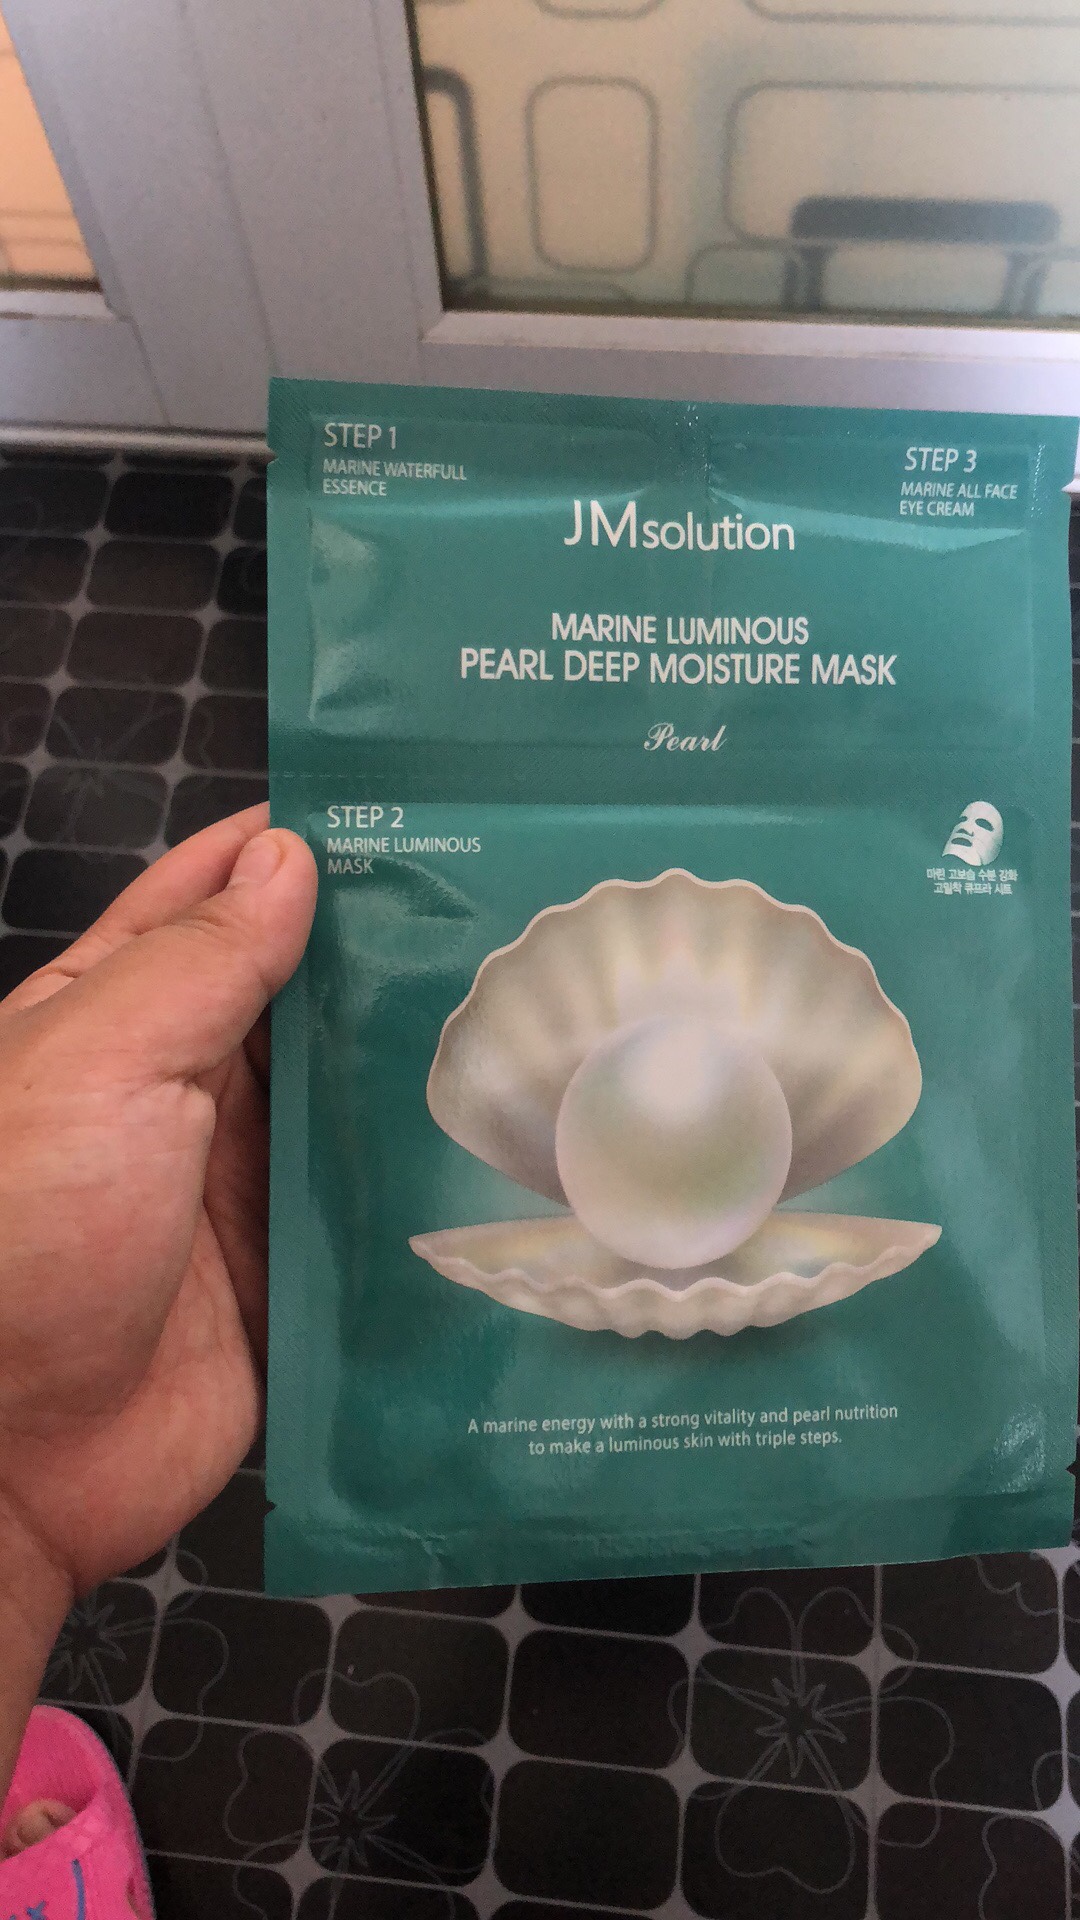 STEP 1
MARINE WATERFULL
ESSENCE
STEP 3
MARINE ALL FACE
EYE CREAM
JMsolution
MARINE LUMINOUS
PEARL DEEP MOISTURE MASK
Pearl
STEP 2
MARINE LUMINOUS
MASK
마린 고보습 수분 강화
고밀착 큐프라 시트
A marine energy with a strong vitality and pearl nutrition
to make a luminous skin with triple steps.